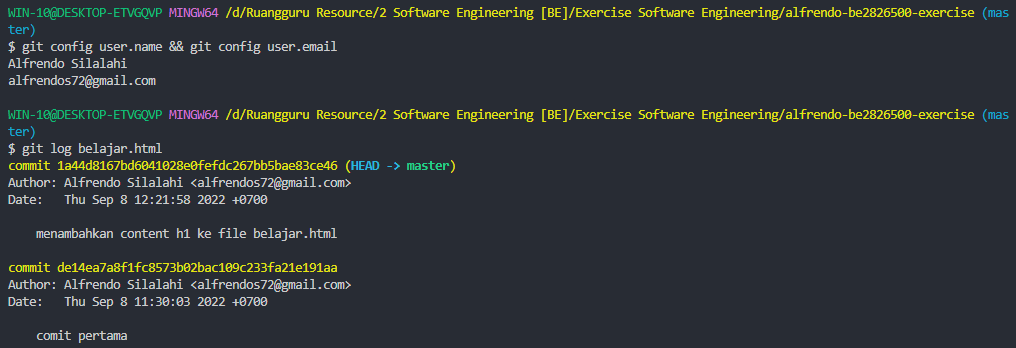 WIN-10@DESKTOP-ETVGQVP MINGW64 /d/Ruangguru Resource/2 Software Engineering [BE]/Exercise Software Engineering/alfrendo-be2826500-exercise (mas
ter)
$ git config user.name && git config user.email
Alfrendo Silalahi
alfrendos72@gmail.com
WIN-10@DESKTOP-ETVGQVP MINGW64 /d/Ruangguru Resource/2 Software Engineering [BE]/Exercise Software Engineering/alfrendo-be2826500-exercise (mas
ter)
$ git log belajar.html
commit 1a44d8167bd6041028e0fefdc267bb5bae83ce46 (HEAD -> master)
Author: Alfrendo Silalahi <alfrendos72@gmail.com>
Date:   Thu Sep 8 12:21:58 2022 +0700
    menambahkan content h1 ke file belajar.html
commit de14ea7a8f1fc8573b02bac109c233fa21e191aa
Author: Alfrendo Silalahi <alfrendos72@gmail.com>
Date:   Thu Sep 8 11:30:03 2022 +0700
    comit pertama